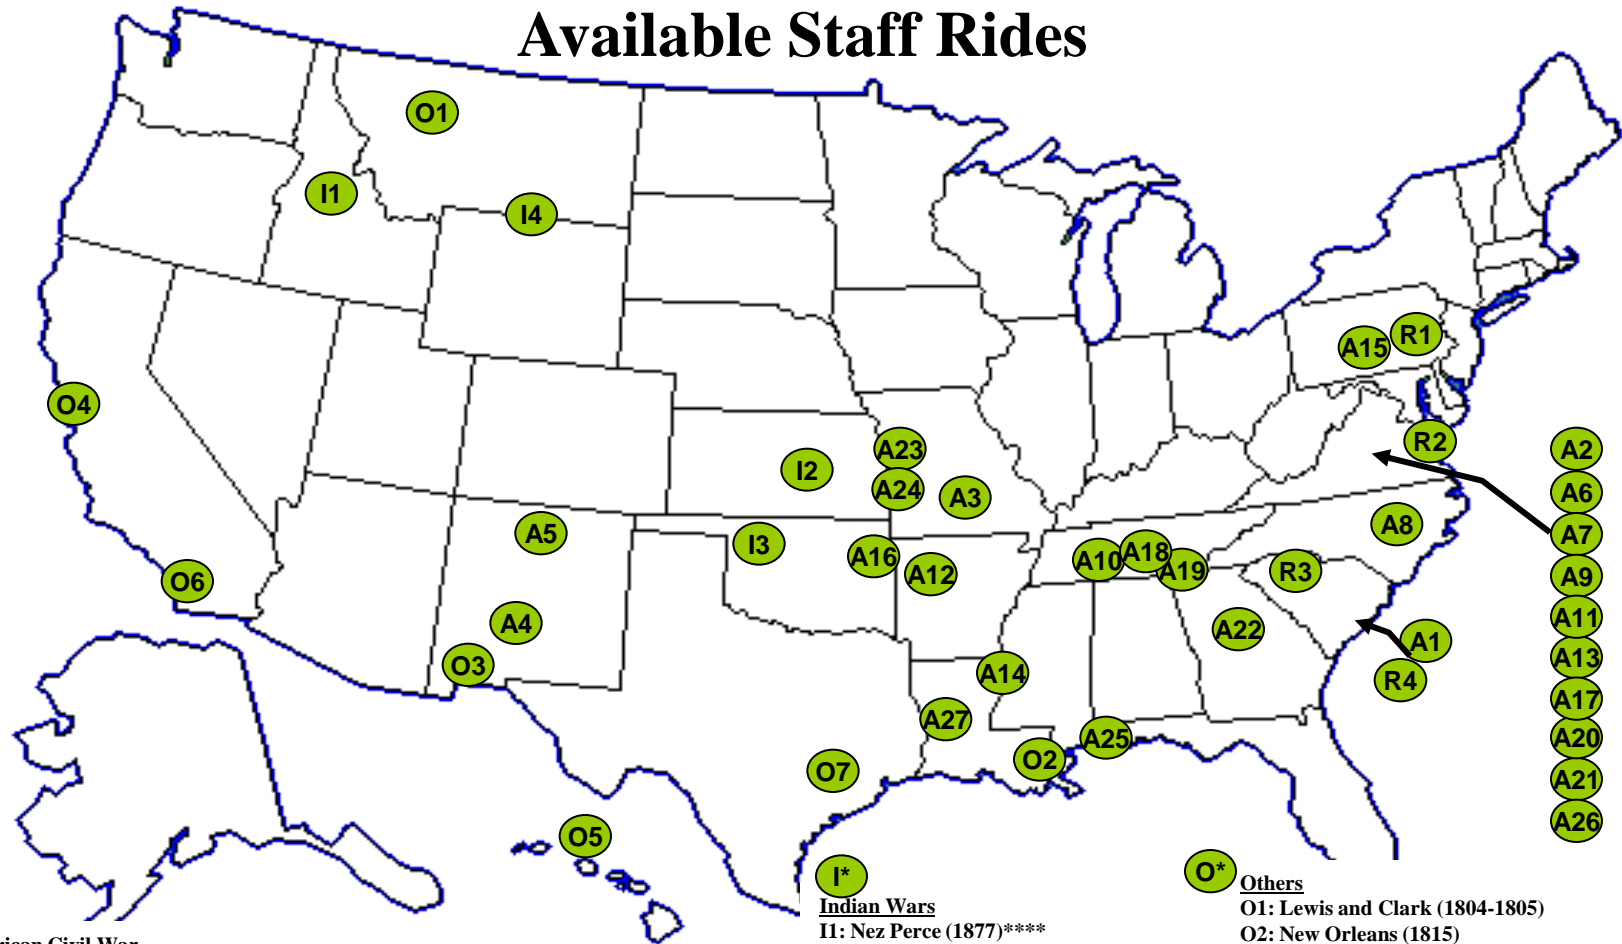 Available Staff Rides
O1
I1
I4
O4
O6
I2
A23
A24
A3
A5
I3
A16
A12
A4
O3
A10
A18
A19
A8
R3
A22
A14
A27
A25
O2
O7
O5
A15
R1
R2
A1
R4
A2
A6
A7
A9
A11
A13
A17
A20
A21
A26
I*
Indian Wars
I1: Nez Perce (1877)****
O*
Others
O1: Lewis and Clark (1804-1805)
O2: New Orleans (1815)
rican Civil War